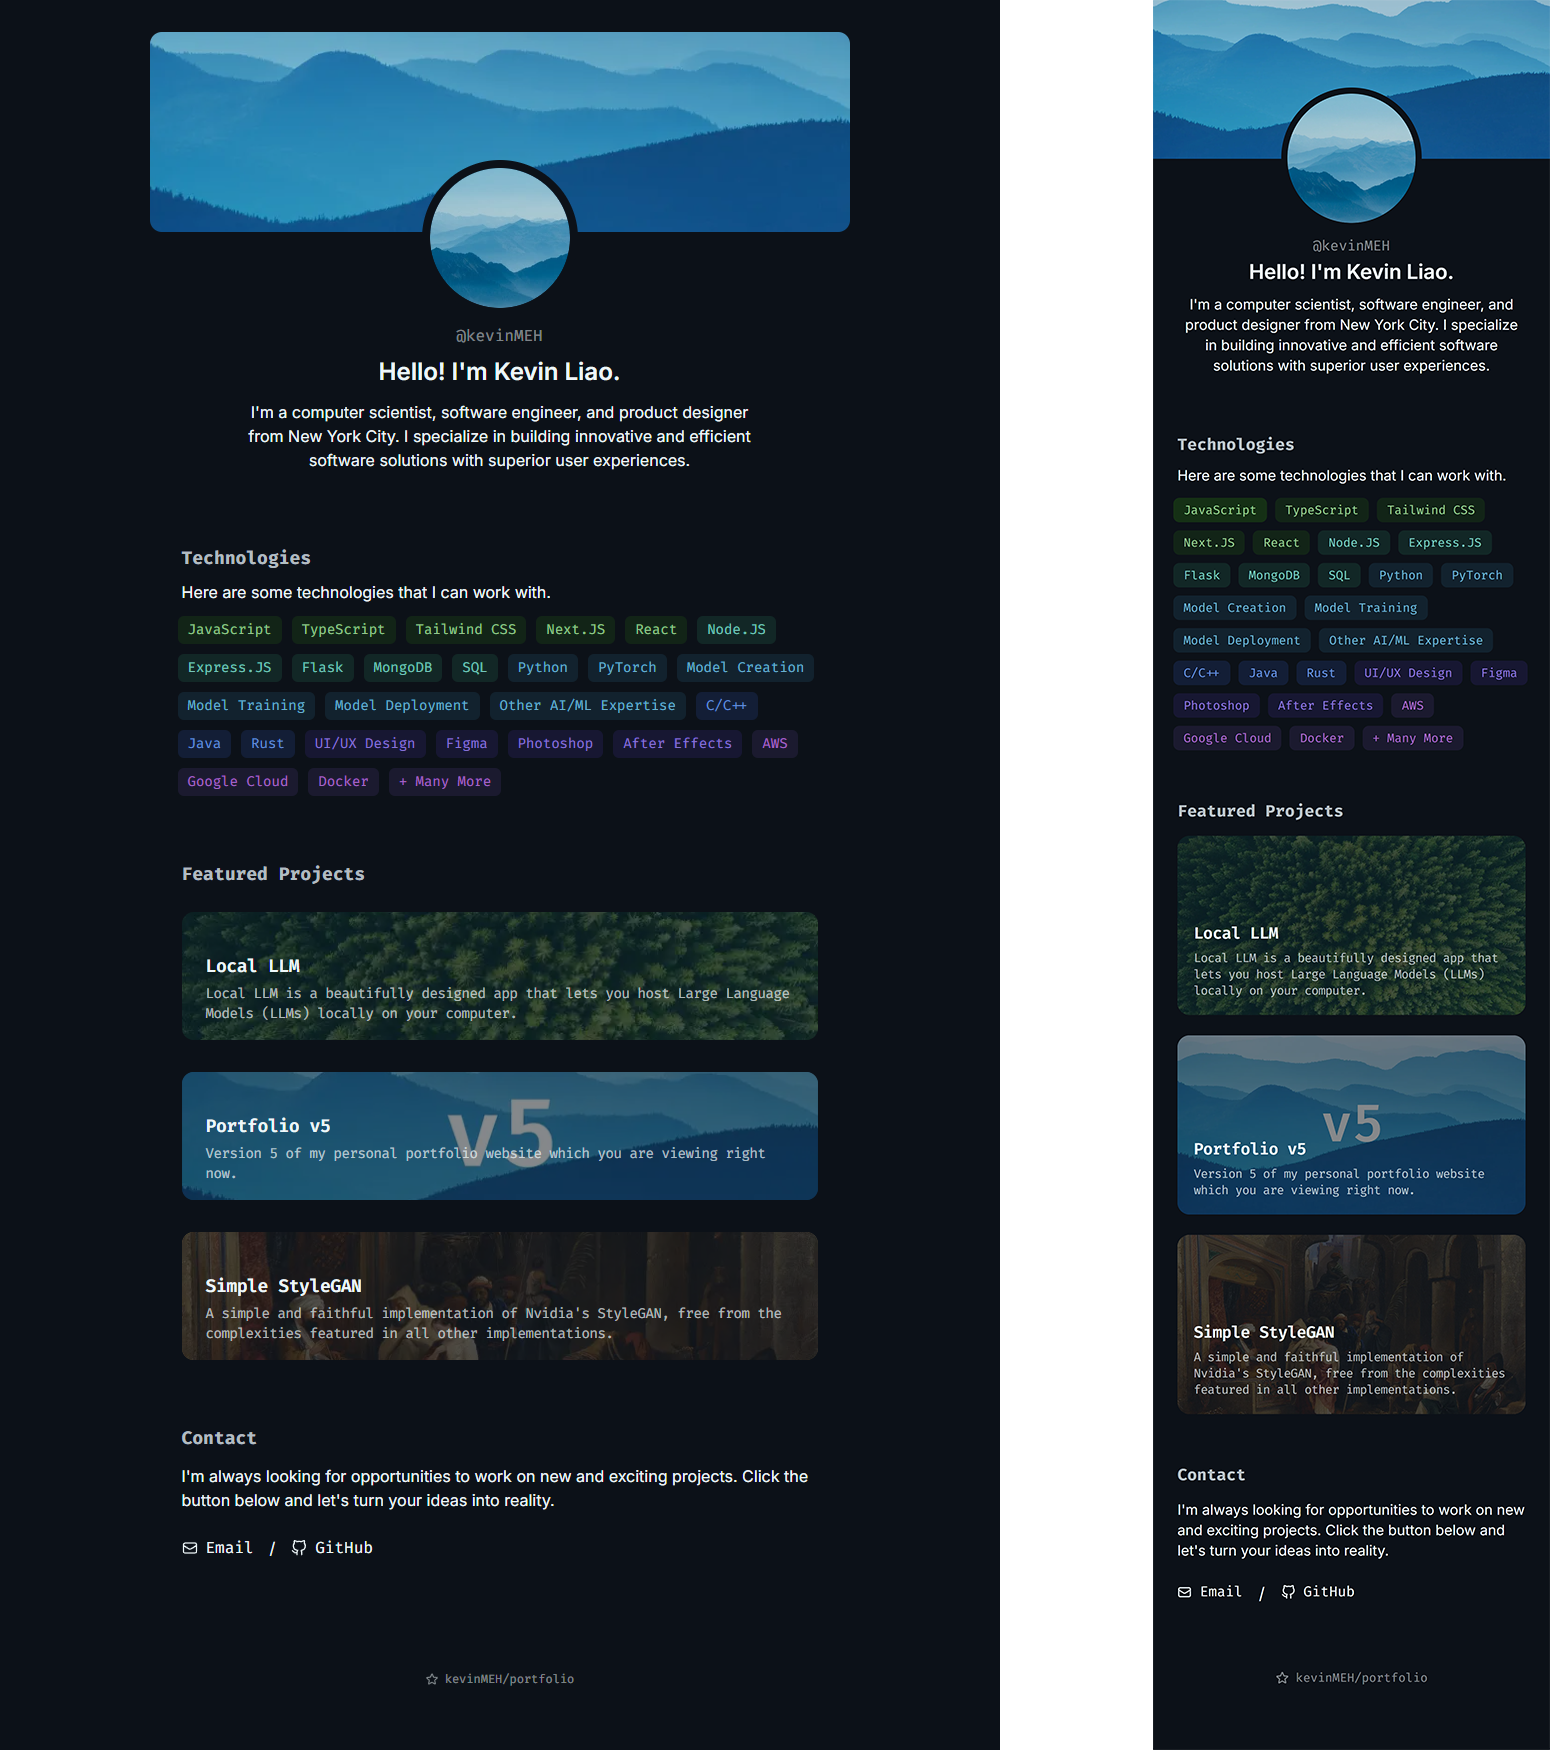 @kevinMEH
Hello! I'm Kevin Liao.
I'm a computer scientist, software engineer, and product designer
from New York City. I specialize in building innovative and efficient
software solutions with superior user experiences.
Technologies
Here are some technologies that I can work with.
JavaScript TypeScript Tailwind CSS Next.JS React Node.JS
Express.JS Flask MongoDB SQL Python PyTorch Model Creation
Model Training Model Deployment Other AI/ML Expertise C/C++
Java Rust UI/UX Design Figma Photoshop After Effects AWS
Google Cloud Docker + Many More
Featured Projects
Local LLM
Local LLM is a beautifully designed app that lets you host Large Language
Models (LLMs) locally on your computer.
v5
Portfolio v5
Version 5 of my personal portfolio website which you are viewing right
now.
Simple StyleGAN
A simple and faithful implementation of Nvidia's StyleGAN, free from the
complexities featured in all other implementations.
Contact
I'm always looking for opportunities to work on new and exciting projects. Click the
button below and let's turn your ideas into reality.
Email / GitHub
kevinMEH/portfolio
@kevinMEH
Hello! I'm Kevin Liao.
I'm a computer scientist, software engineer, and
product designer from New York City. I specialize
in building innovative and efficient software
solutions with superior user experiences.
Technologies
Here are some technologies that I can work with.
JavaScript TypeScript Tailwind CSS
Next.JS React Node.JS Express.JS
Flask MongoDB SQL Python PyTorch
Model Creation Model Training
Model Deployment Other AI/ML Expertise
C/C++ Java Rust UI/UX Design Figma
Photoshop After Effects AWS
Google Cloud Docker + Many More
Featured Projects
Local LLM
Local LLM is a beautifully designed app that
lets you host Large Language Models (LLMs)
locally on your computer.
v5
Portfolio v5
Version 5 of my personal portfolio website
which you are viewing right now.
Simple StyleGAN
A simple and faithful implementation of
Nvidia's StyleGAN, free from the complexities
featured in all other implementations.
Contact
I'm always looking for opportunities to work on new
and exciting projects. Click the button below and
let's turn your ideas into reality.
Email / GitHub
kevinMEH/portfolio